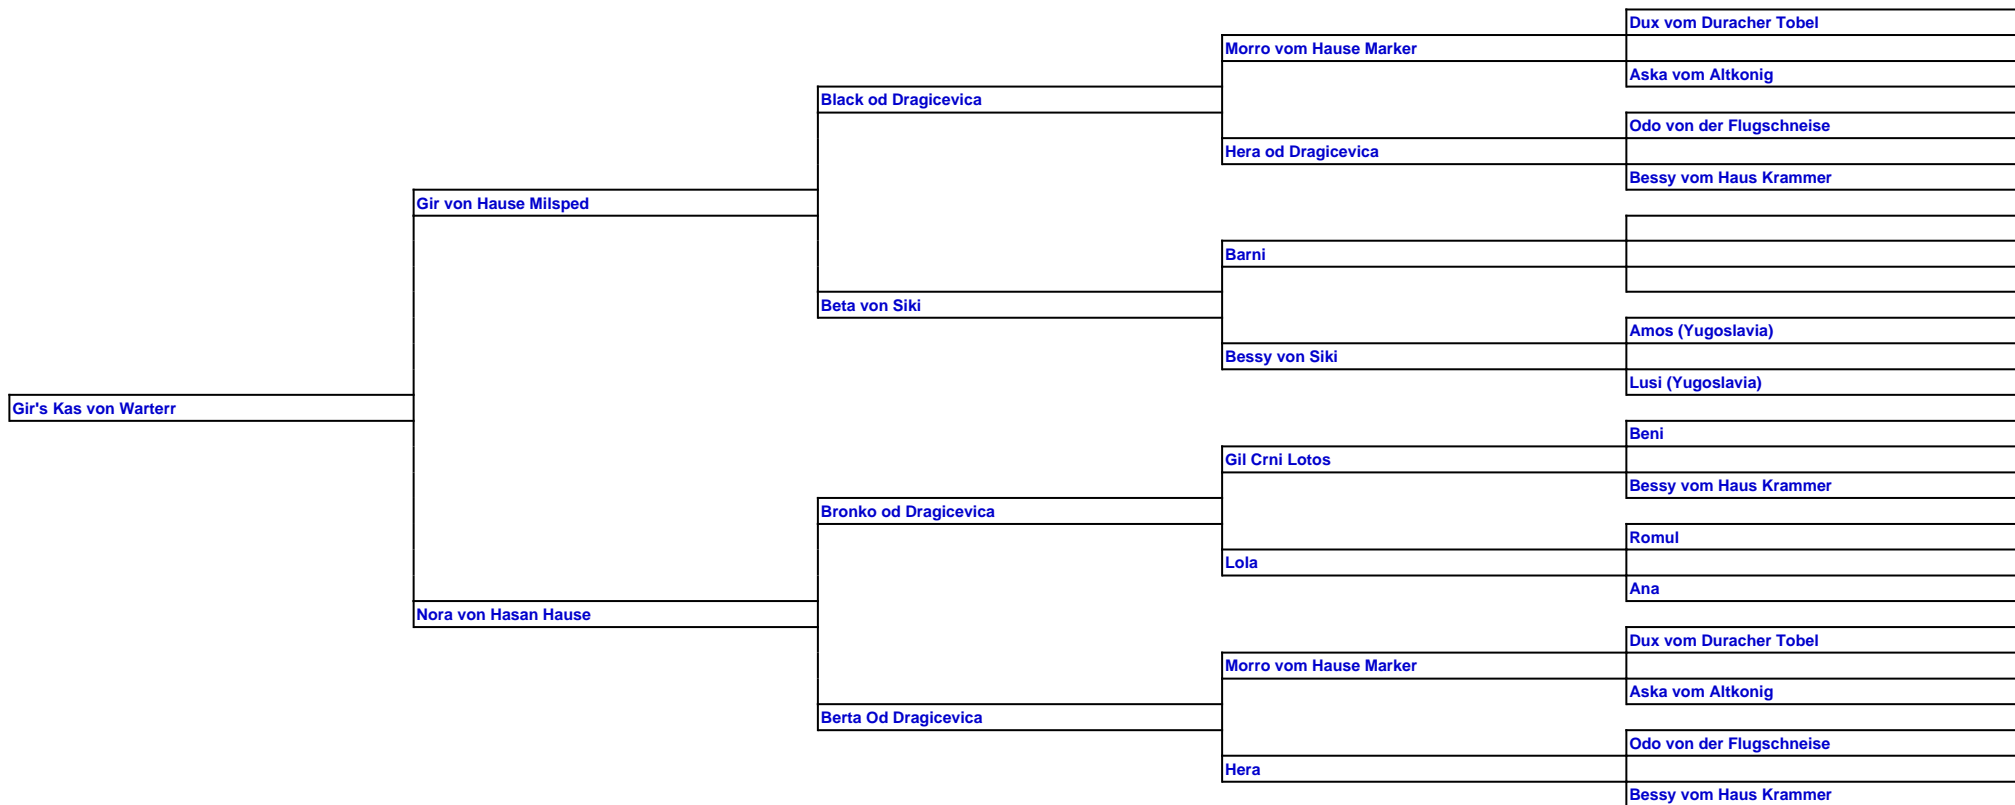 Dux vom Duracher Tobel
Morro vom Hause Marker
Aska vom Altkonig
Black od Dragicevica
Odo von der Flugschneise
Hera od Dragicevica
Bessy vom Haus Krammer
Gir von Hause Milsped
Barni
Beta von Siki
Amos (Yugoslavia)
Bessy von Siki
Lusi (Yugoslavia)
Gir's Kas von Warterr
Beni
Gil Crni Lotos
Bessy vom Haus Krammer
Bronko od Dragicevica
Romul
Lola
Ana
Nora von Hasan Hause
Dux vom Duracher Tobel
Morro vom Hause Marker
Aska vom Altkonig
Berta Od Dragicevica
Odo von der Flugschneise
Hera
Bessy vom Haus Krammer